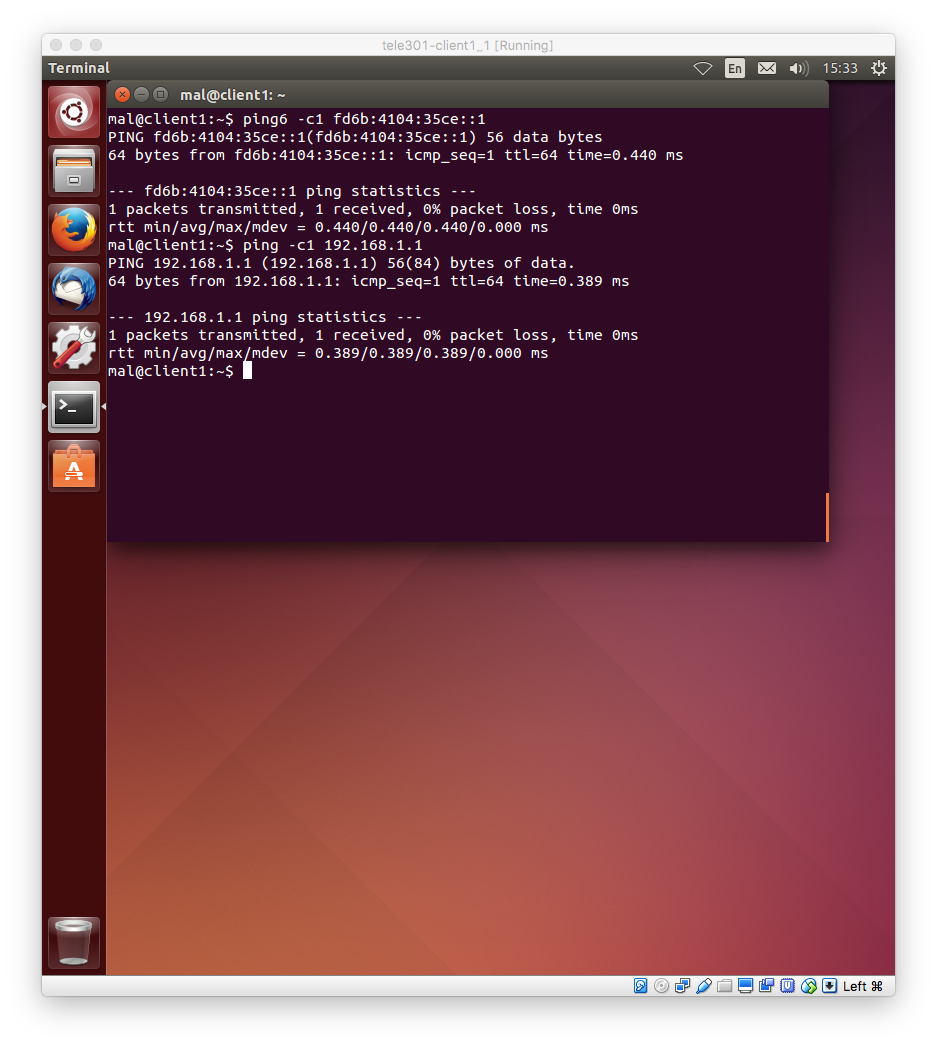 tele301-client1_1 [Running]
Terminal
En
15:33
mal@client1: ~
mal@client1:~$ ping6 -c1 fd6b:4104:35ce::1
PING fd6b:4104:35ce::1(fd6b:4104:35ce::1) 56 data bytes
64 bytes from fd6b:4104:35ce::1: icmp_seq=1 ttl=64 time=0.440 ms
--- fd6b:4104:35ce::1 ping statistics ---
1 packets transmitted, 1 received, 0% packet loss, time 0ms
rtt min/avg/max/mdev = 0.440/0.440/0.440/0.000 ms
mal@client1:~$ ping -c1 192.168.1.1
PING 192.168.1.1 (192.168.1.1) 56(84) bytes of data.
64 bytes from 192.168.1.1: icmp_seq=1 ttl=64 time=0.389 ms
--- 192.168.1.1 ping statistics ---
1 packets transmitted, 1 received, 0% packet loss, time 0ms
rtt min/avg/max/mdev = 0.389/0.389/0.389/0.000 ms
mal@client1:~$
Left ⌘